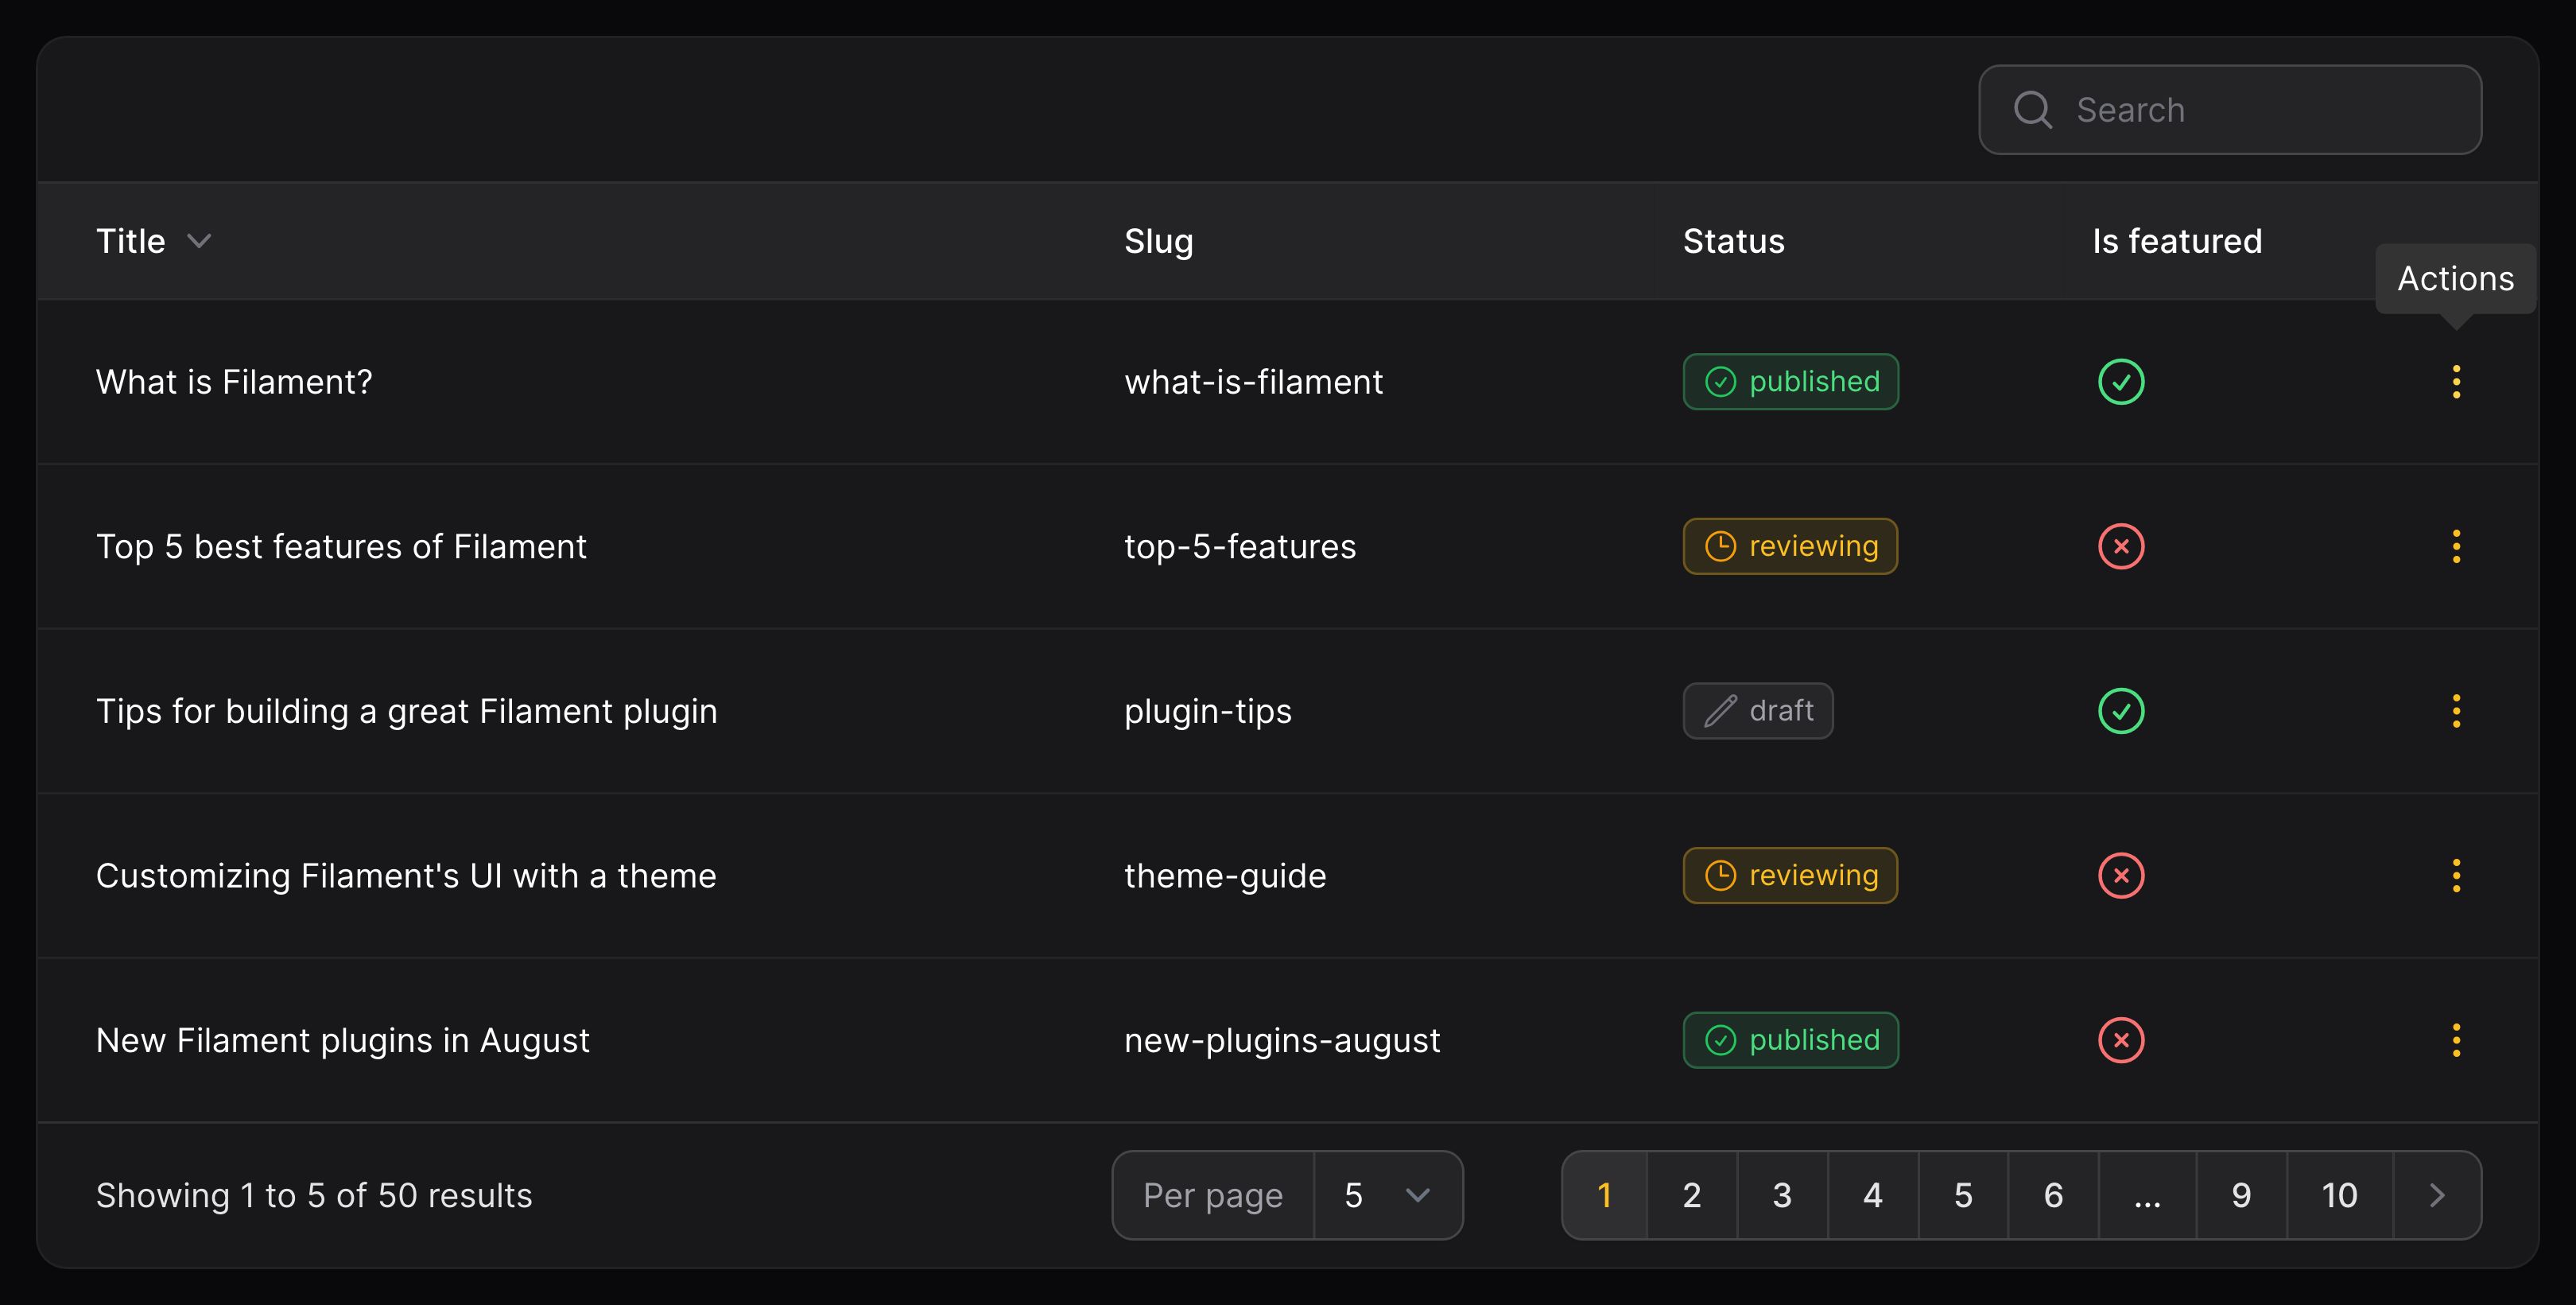 Search
Title Slug Status Is featured
Actions
What is Filament? what-is-filament published
Top 5 best features of Filament top-5-features reviewing
Tips for building a great Filament plugin plugin-tips draft
Customizing Filament's UI with a theme theme-guide reviewing
New Filament plugins in August new-plugins-august published
Showing 1 to 5 of 50 results Per page 5 1 2 3 4 5 6 ... 9 10